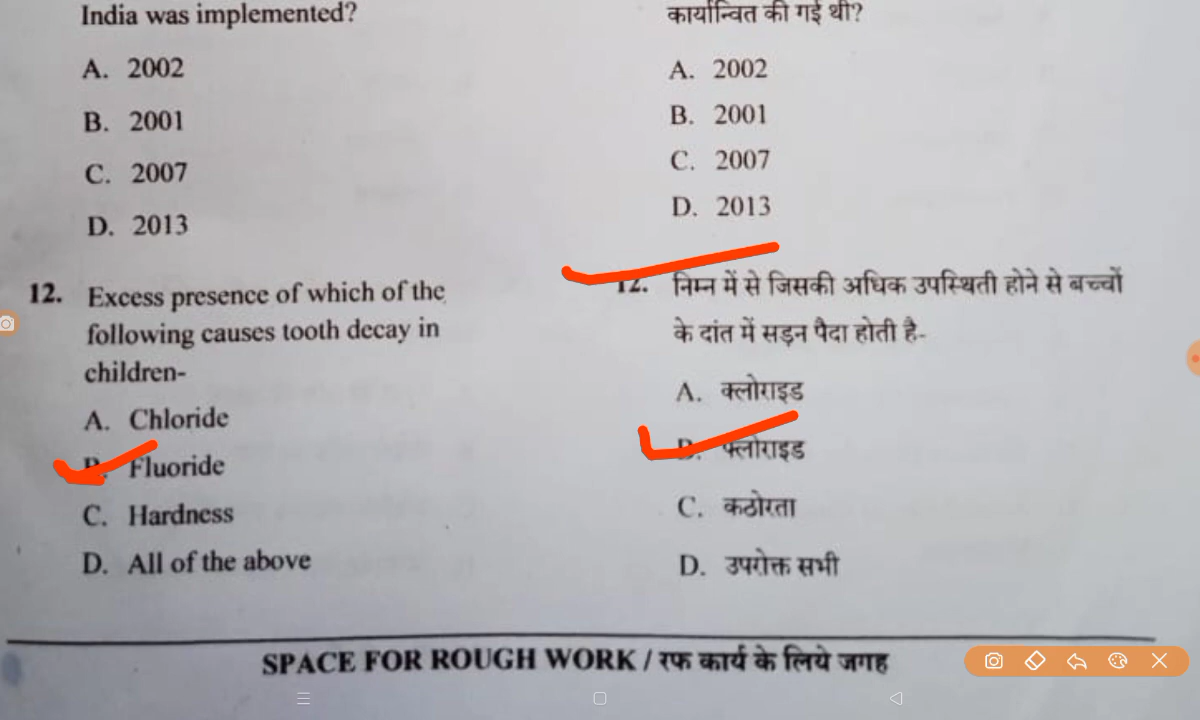 India was implemented?
A. 2002
B. 2001
C. 2007
D. 2013
12. Excess presence of which of the
following causes tooth decay in
children-
A. Chloride
B. Fluoride
C. Hardness
D. All of the above
कार्यान्वित की गई थी?
A. 2002
B. 2001
C. 2007
D. 2013
12. निम्न में से जिसकी अधिक उपस्थिती होने से बच्चों
के दांत में सड़न पैदा होती है-
A. क्लोराइड
B. फ्लोराइड
C. कठोरता
D. उपरोक्त सभी
SPACE FOR ROUGH WORK / रफ कार्य के लिये जगह